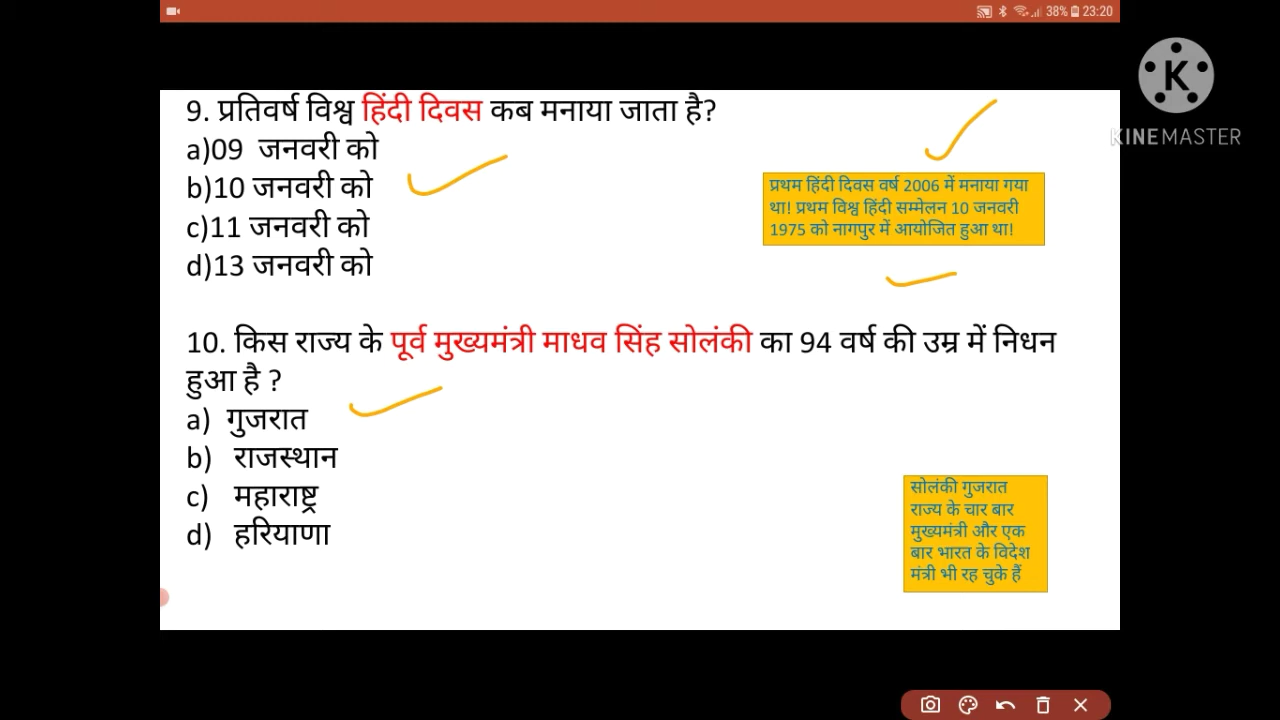 38% 23:20
KINEMASTER
9. प्रतिवर्ष विश्व हिंदी दिवस कब मनाया जाता है?
a)09 जनवरी को
b)10 जनवरी को
c)11 जनवरी को
d)13 जनवरी को
प्रथम हिंदी दिवस वर्ष 2006 में मनाया गया
था! प्रथम विश्व हिंदी सम्मेलन 10 जनवरी
1975 को नागपुर में आयोजित हुआ था!
10. किस राज्य के पूर्व मुख्यमंत्री माधव सिंह सोलंकी का 94 वर्ष की उम्र में निधन
हुआ है ?
a) गुजरात
b) राजस्थान
c) महाराष्ट्र
d) हरियाणा
सोलंकी गुजरात
राज्य के चार बार
मुख्यमंत्री और एक
बार भारत के विदेश
मंत्री भी रह चुके हैं